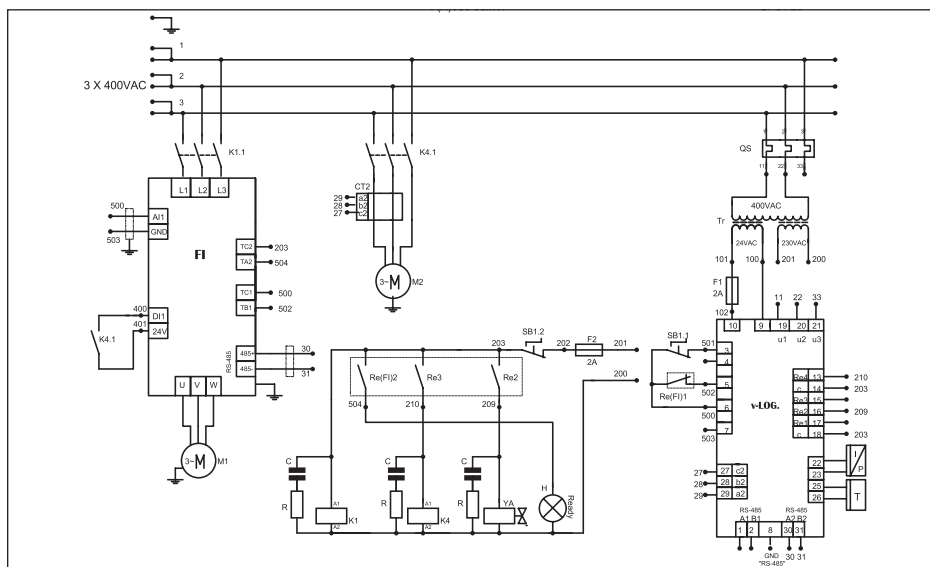 1
2
3 X 400VAC
3
K1.1
K4.1
QS
1 2 3
11 22 33
L1 L2 L3
CT2
29 a2
28 b2
27 c2
500
AI1
GND
503
FI
TC2 203
TA2 504
TC1 500
TB1 502
400
DI1
401
24V
K4.1
RS-485
485+ 30
485- 31
U V W
3~ M M1
3~ M M2
400VAC
Tr
24VAC 230VAC
101 100 201 200
F1
2A
102
11 22 33
10 9 19 20 21
u1 u2 u3
SB1.2
203 202
F2
2A
201
200
SB1.1
501
3
4
5
502
Re(FI)1
6
500
7
503
Re(FI)2 Re3 Re2
504 210 209
C C C
R R R
A1 A1
K1 K4 YA
A2 A2
H
Ready
v-LOG.
Re4 13 210
c 14 203
Re3 15
Re2 16 209
Re1 17
c 18 203
22
23
I/P
25
26
T
27 27 c2
28 28 b2
29 29 a2
RS-485 RS-485
A1 B1 A2 B2
1 2 8 30 31
GND
"RS-485"
30 31